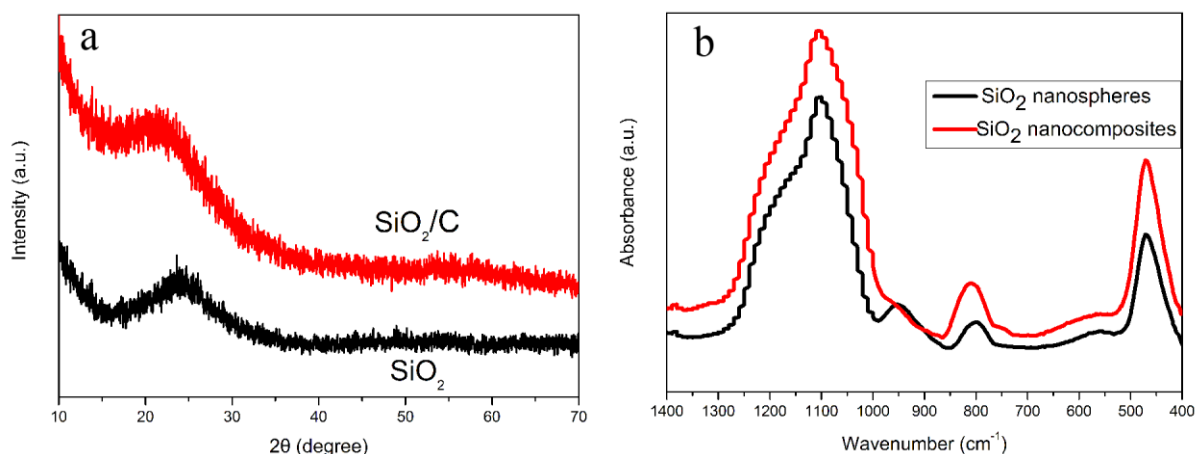 a
Intensity (a.u.)
SiO₂/C
SiO₂
10 20 30 40 50 60 70
2θ (degree)
b
Absorbance (a.u.)
SiO₂ nanospheres
SiO₂ nanocomposites
1400 1300 1200 1100 1000 900 800 700 600 500 400
Wavenumber (cm⁻¹)